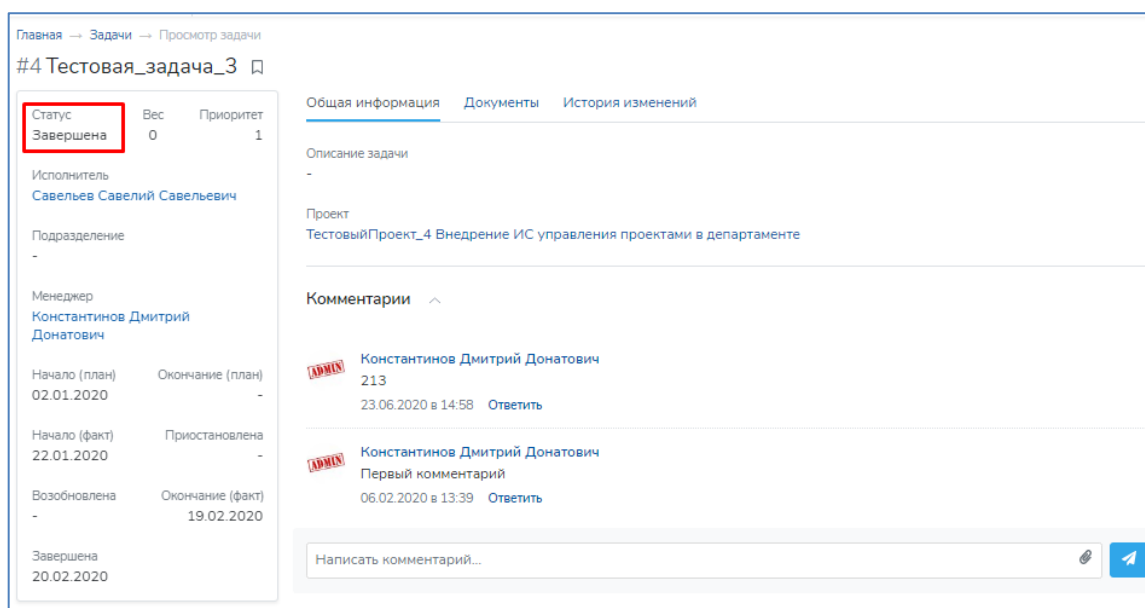 Главная → Задачи → Просмотр задачи
#4 Тестовая_задача_3
Статус Вес Приоритет
Завершена 0 1
Исполнитель
Савельев Савелий Савельевич
Подразделение
-
Менеджер
Константинов Дмитрий
Донатович
Начало (план) Окончание (план)
02.01.2020 -
Начало (факт) Приостановлена
22.01.2020 -
Возобновлена Окончание (факт)
- 19.02.2020
Завершена
20.02.2020
Общая информация Документы История изменений
Описание задачи
-
Проект
ТестовыйПроект_4 Внедрение ИС управления проектами в департаменте
Комментарии
ADMIN
Константинов Дмитрий Донатович
213
23.06.2020 в 14:58 Ответить
ADMIN
Константинов Дмитрий Донатович
Первый комментарий
06.02.2020 в 13:39 Ответить
Написать комментарий...